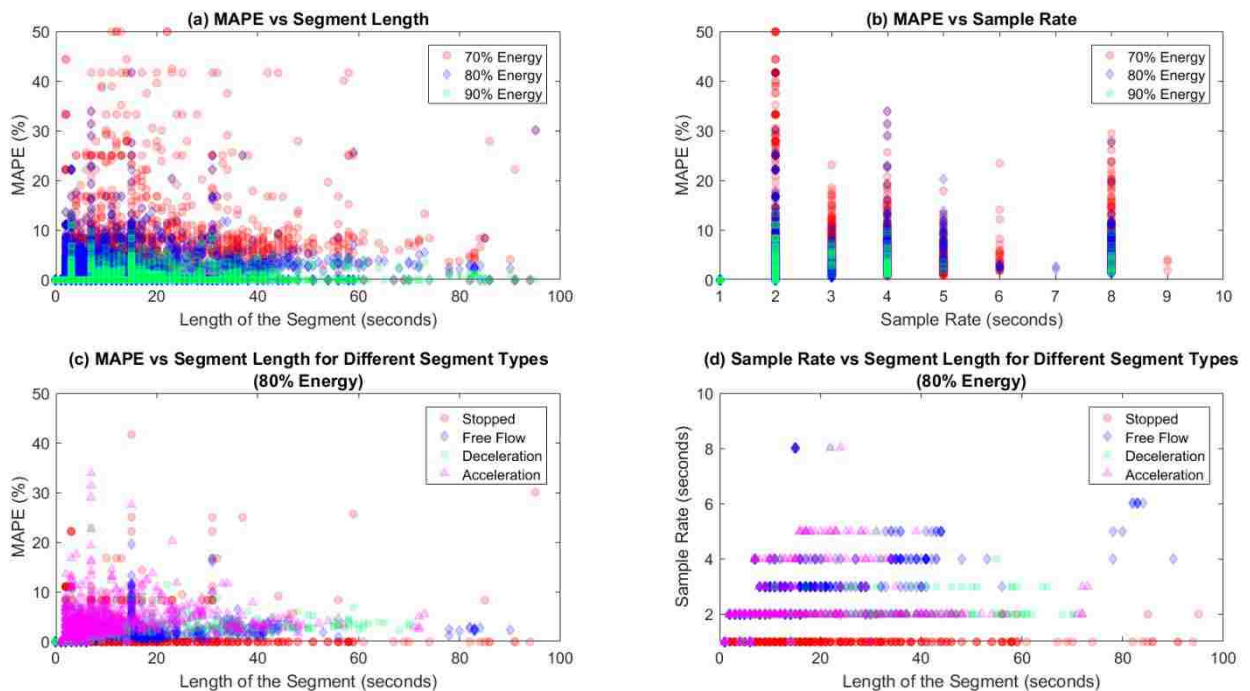 (a) MAPE vs Segment Length
50
40
30
20
10
0
MAPE (%)
70% Energy
80% Energy
90% Energy
0 20 40 60 80 100
Length of the Segment (seconds)
(b) MAPE vs Sample Rate
50
40
30
20
10
0
MAPE (%)
70% Energy
80% Energy
90% Energy
1 2 3 4 5 6 7 8 9 10
Sample Rate (seconds)
(c) MAPE vs Segment Length for Different Segment Types
(80% Energy)
50
40
30
20
10
0
MAPE (%)
Stopped
Free Flow
Deceleration
Acceleration
0 20 40 60 80 100
Length of the Segment (seconds)
(d) Sample Rate vs Segment Length for Different Segment Types
(80% Energy)
10
8
6
4
2
Sample Rate (seconds)
Stopped
Free Flow
Deceleration
Acceleration
0 20 40 60 80 100
Length of the Segment (seconds)